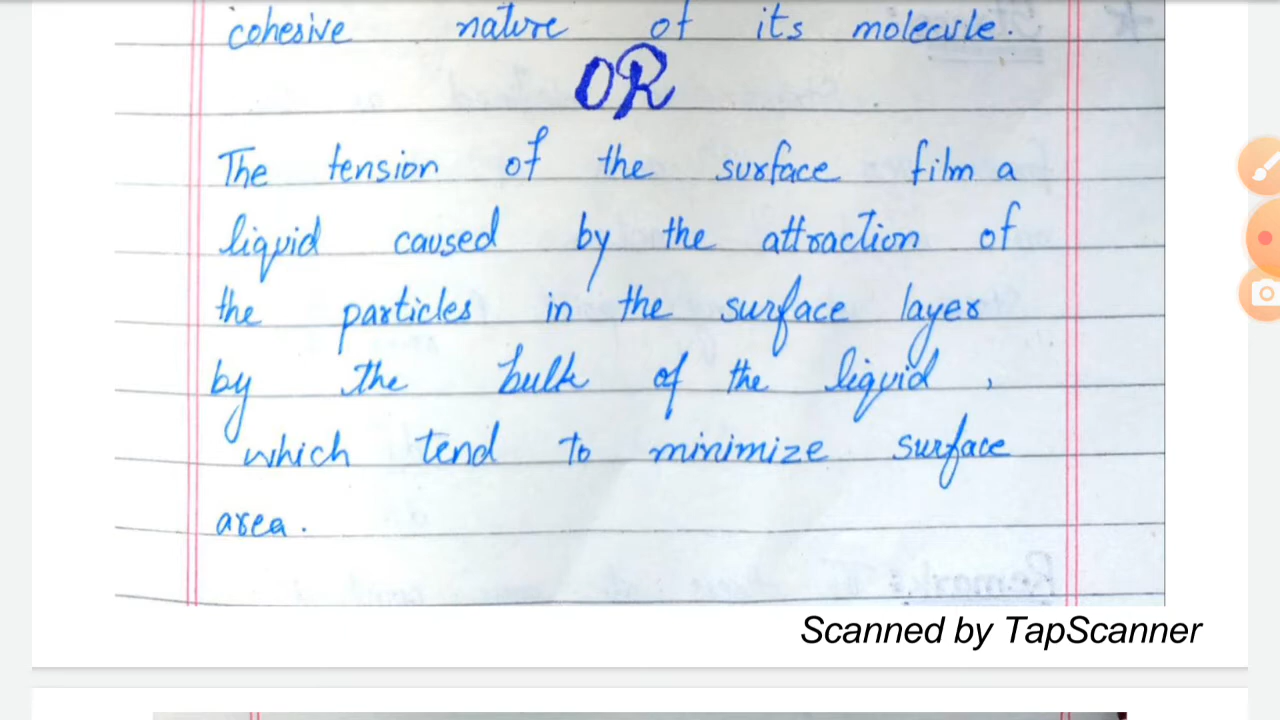 cohesive nature of its molecule.
OR
The tension of the surface film a
liquid caused by the attraction of
the particles in the surface layer
by the bulk of the liquid,
which tend to minimize surface
area.
Scanned by TapScanner